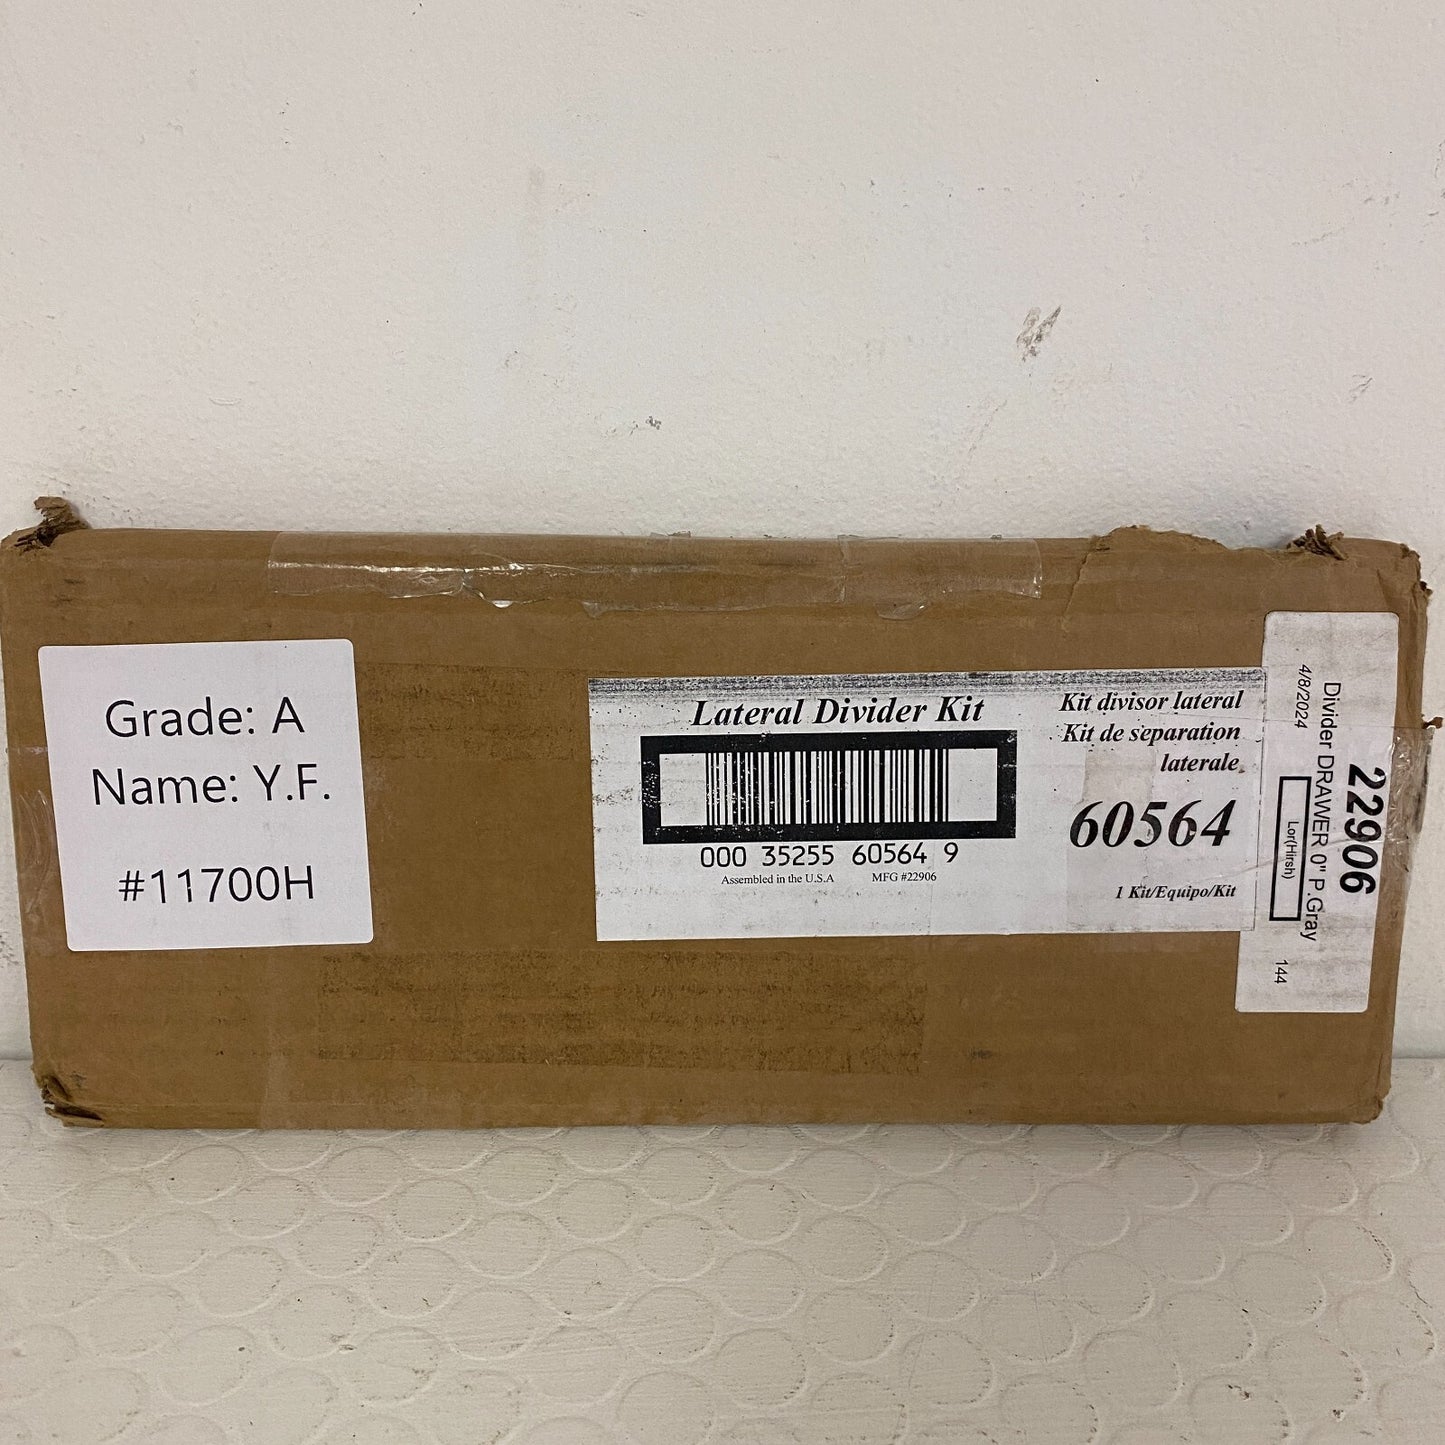 Grade: A
Name: Y.F.
#11700H
Lateral Divider Kit
000 35255 60564 9
Assembled in the U.S.A MFG #22906
Kit divisor lateral
Kit de separation
laterale
60564
1 Kit/Equipo/Kit
22906
Divider DRAWER 0" P.Gray
4/8/2024
Lor(Hirsh)
144